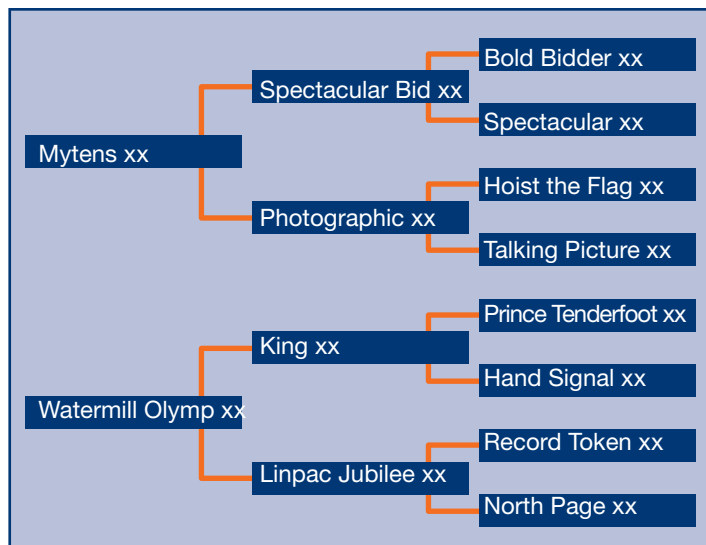 Bold Bidder xx
Spectacular Bid xx
Spectacular xx
Mytens xx
Hoist the Flag xx
Photographic xx
Talking Picture xx
Prince Tenderfoot xx
King xx
Hand Signal xx
Watermill Olymp xx
Record Token xx
Linpac Jubilee xx
North Page xx